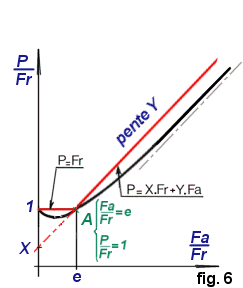 P
Fr
pente Y
P=Fr
P=X.Fr+Y.Fa
1
A
Fa
Fr
=e
P
Fr
=1
X
Fa
Fr
e
fig. 6